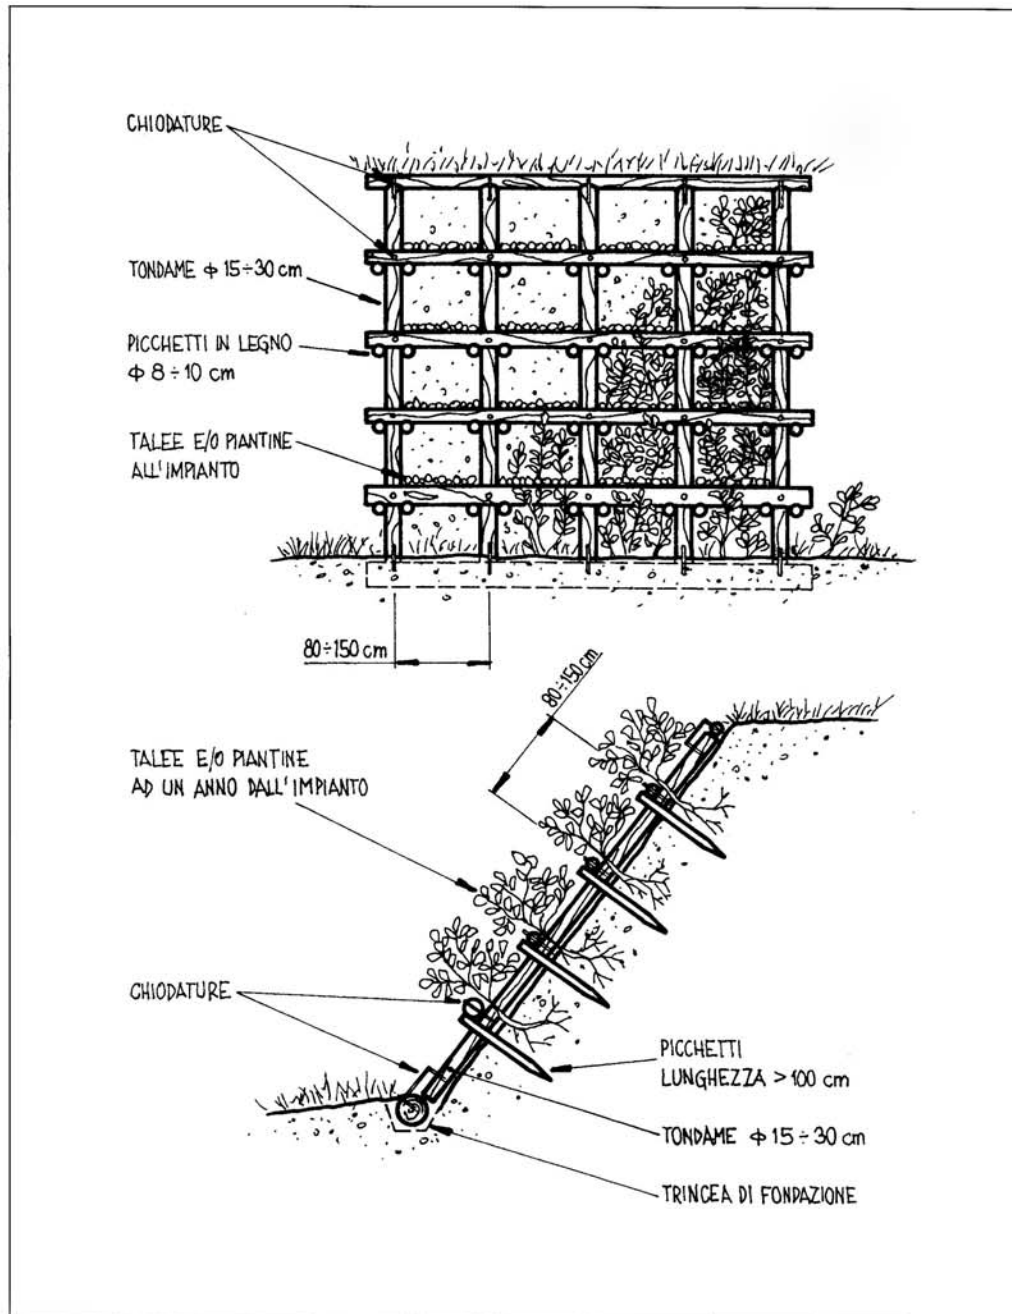 CHIODATURE
TONDAME Φ 15÷30 cm
PICCHETTI IN LEGNO
Φ 8÷10 cm
TALEE E/O PIANTINE
ALL'IMPIANTO
80÷150 cm
80÷150 cm
TALEE E/O PIANTINE
AD UN ANNO DALL'IMPIANTO
CHIODATURE
PICCHETTI
LUNGHEZZA > 100 cm
TONDAME Φ 15÷30 cm
TRINCEA DI FONDAZIONE